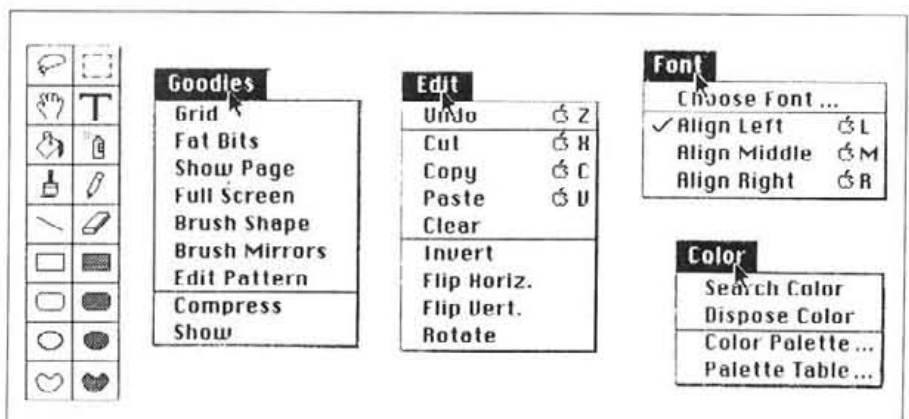 T
Goodies
Grid
Fat Bits
Show Page
Full Screen
Brush Shape
Brush Mirrors
Edit Pattern
Compress
Show
Edit
Undo  Z
Cut  X
Copy  C
Paste  V
Clear
Invert
Flip Horiz.
Flip Vert.
Rotate
Font
Choose Font ...
✓ Align Left  L
Align Middle  M
Align Right  R
Color
Search Color
Dispose Color
Color Palette ...
Palette Table ...